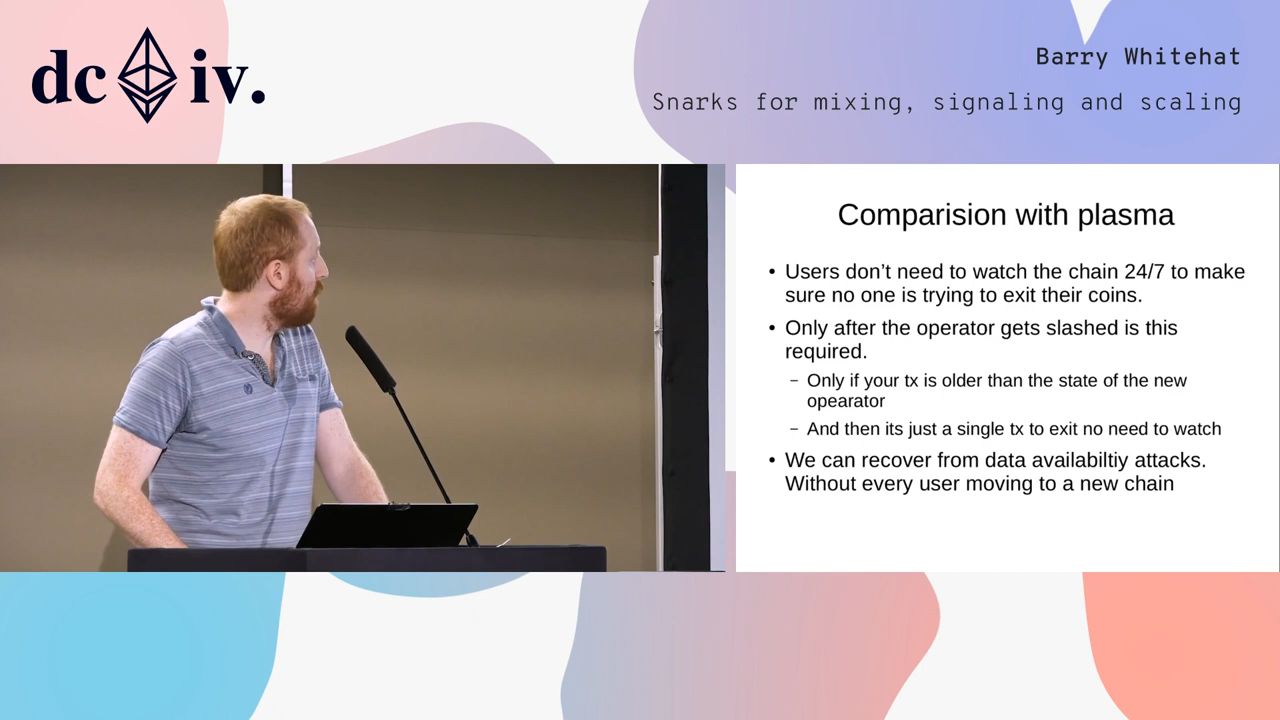 dc iv.
Barry Whitehat
Snarks for mixing, signaling and scaling
Comparision with plasma
• Users don’t need to watch the chain 24/7 to make
sure no one is trying to exit their coins.
• Only after the operator gets slashed is this
required.
– Only if your tx is older than the state of the new
opearator
– And then its just a single tx to exit no need to watch
• We can recover from data availabiltiy attacks.
Without every user moving to a new chain